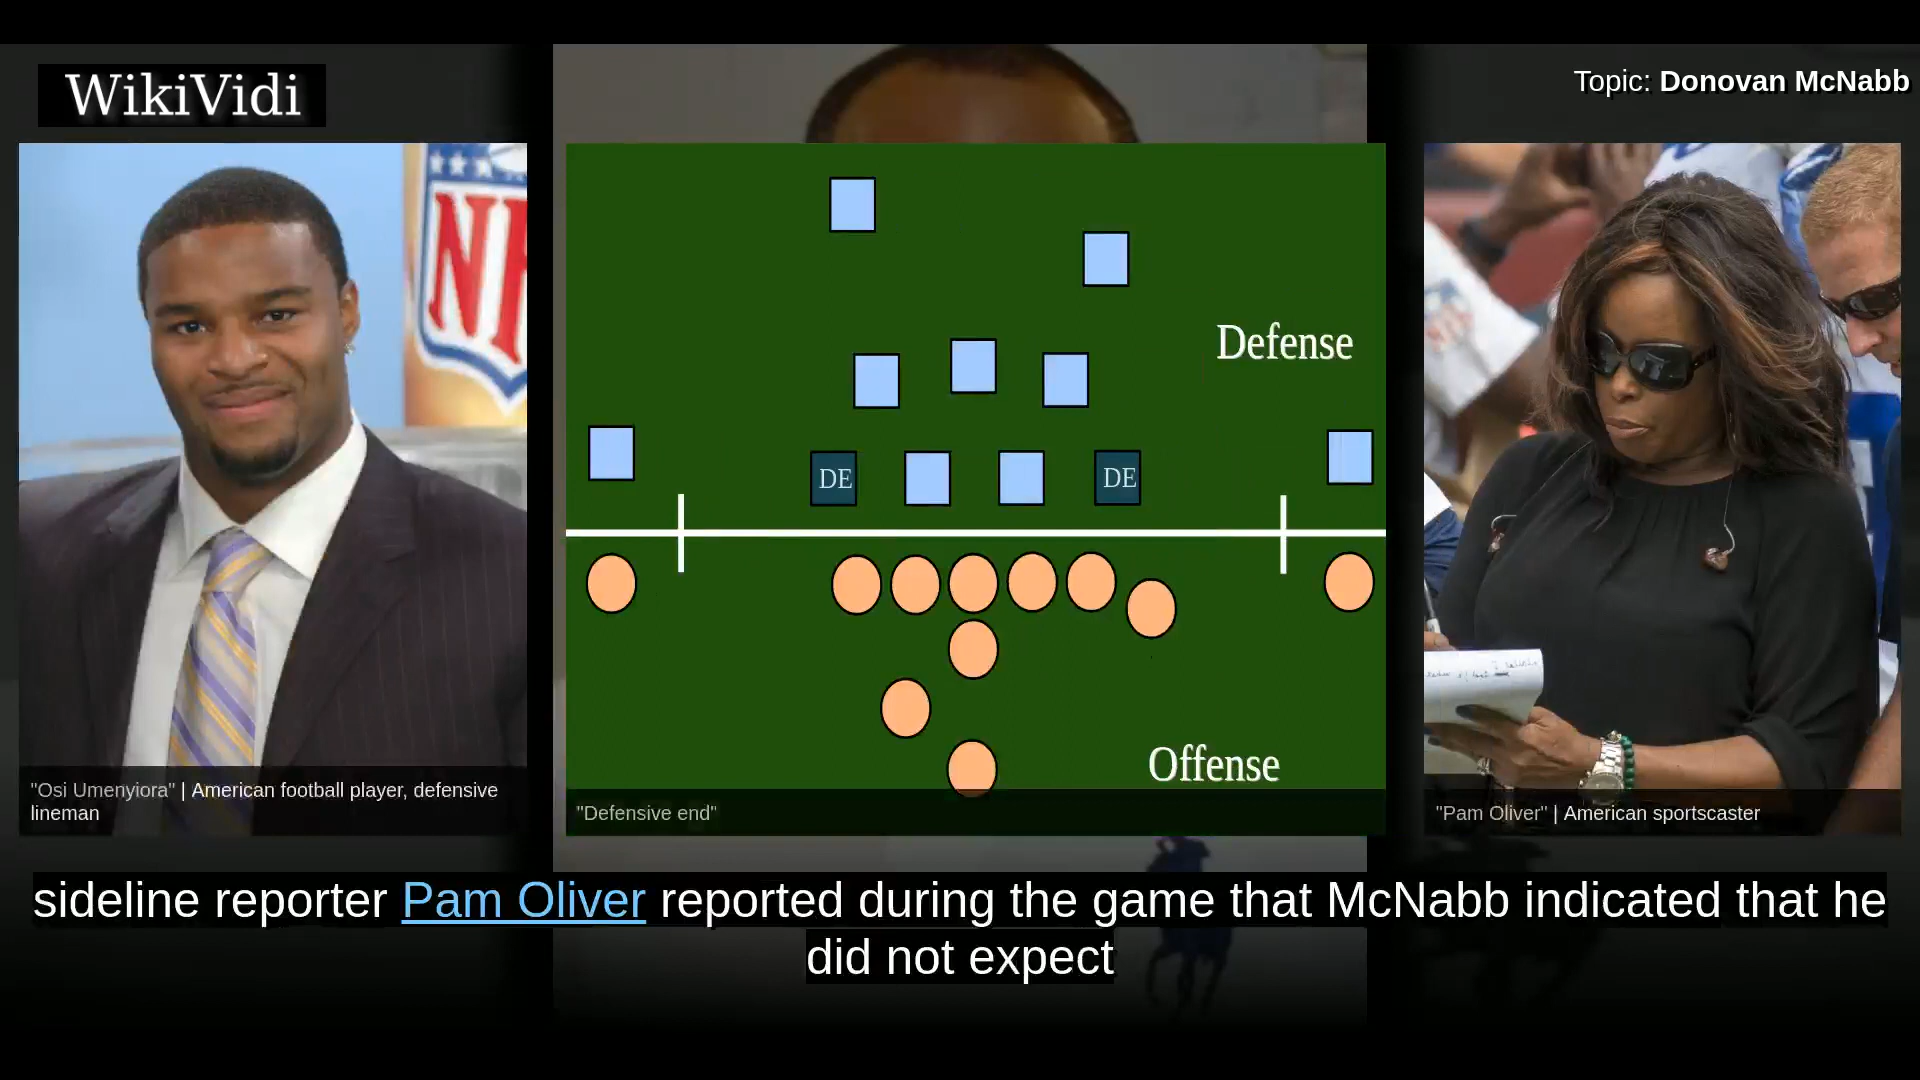 WikiVidi
Topic: Donovan McNabb
Defense
DE
DE
Offense
"Osi Umenyiora" | American football player, defensive
lineman
"Defensive end"
"Pam Oliver" | American sportscaster
sideline reporter Pam Oliver reported during the game that McNabb indicated that he
did not expect